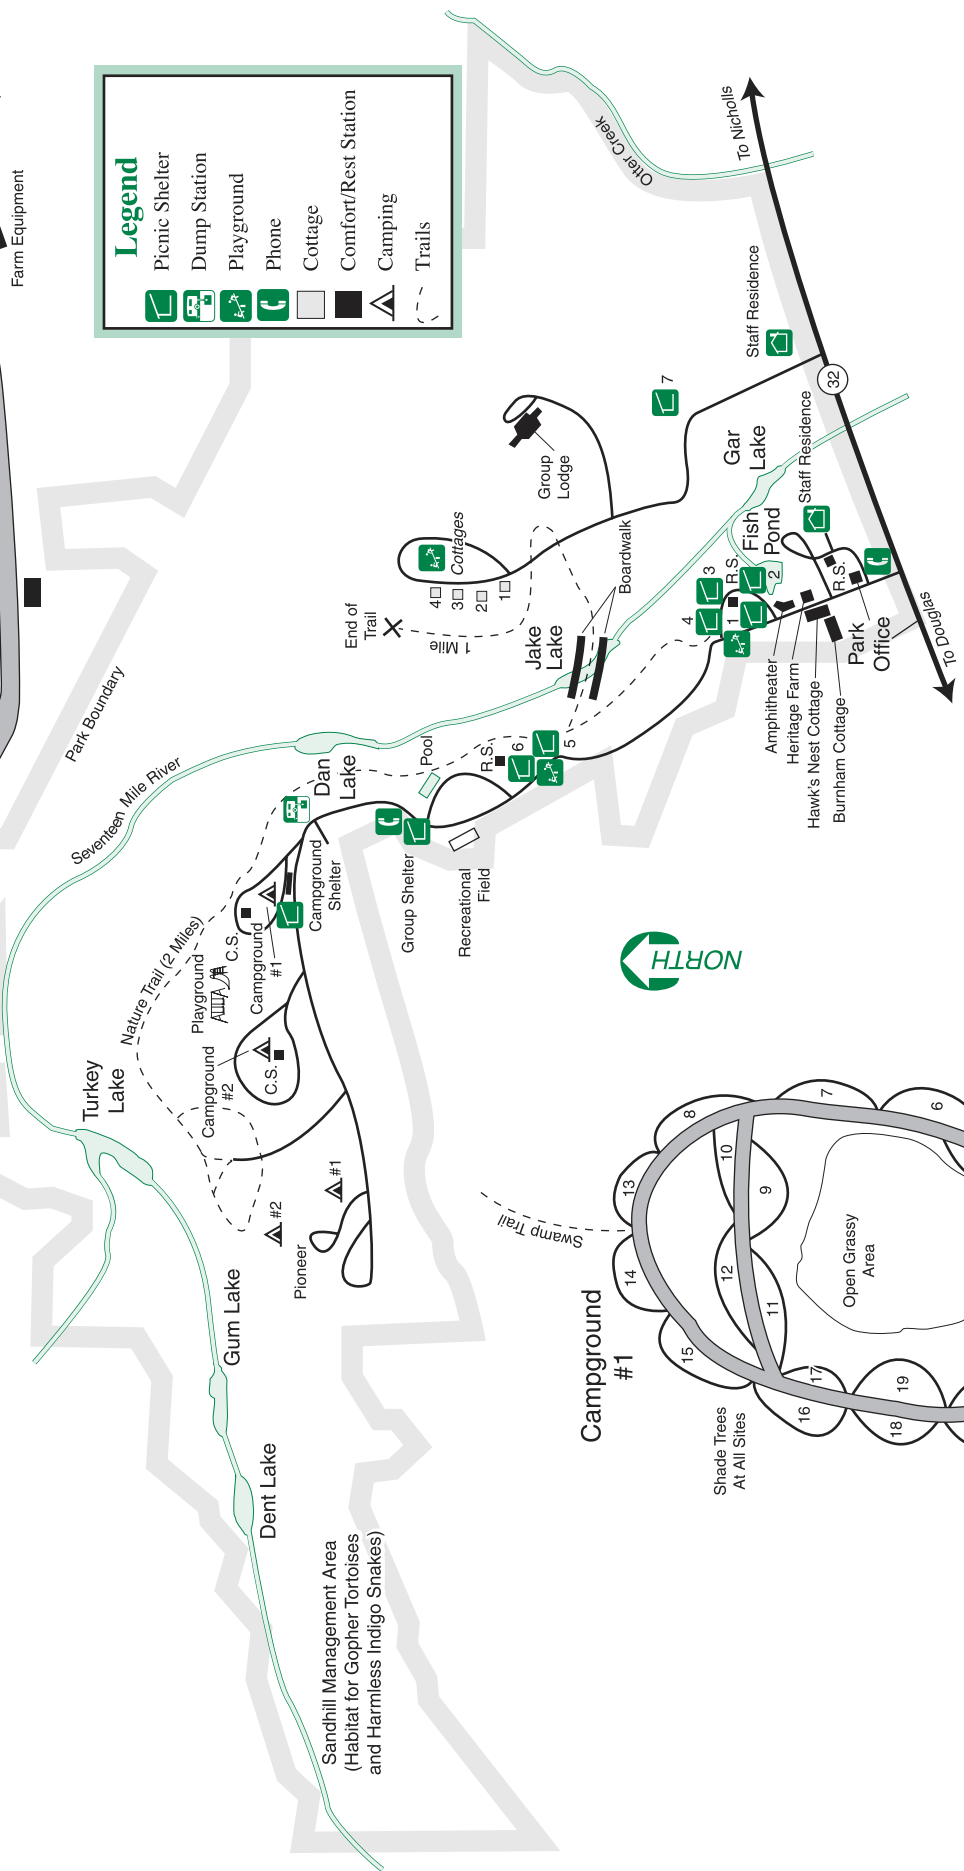 Farm Equipment
Legend
Picnic Shelter
Dump Station
Playground
Phone
Cottage
Comfort/Rest Station
Camping
Trails
Otter Creek
To Nicholls
Staff Residence
32
7
Gar
Lake
Group
Lodge
Staff Residence
Cottages
4
3
2
1
Boardwalk
End of
Trail
1 Mile
Jake
Lake
Fish
Pond
3
R.S.
2
4
1
R.S.
Park
Office
To Douglas
Amphitheater
Heritage Farm
Hawk's Nest Cottage
Burnham Cottage
Park Boundary
Seventeen Mile River
Dan
Lake
Pool
R.S.
6
5
Group Shelter
Recreational
Field
Campground
Shelter
Nature Trail (2 Miles)
Playground
C.S.
Campground
#1
Campground
#2
C.S.
Turkey
Lake
#1
#2
Pioneer
Gum Lake
Dent Lake
Sandhill Management Area
(Habitat for Gopher Tortoises
and Harmless Indigo Snakes)
NORTH
Swamp Trail
Campground
#1
Shade Trees
At All Sites
Open Grassy
Area
6
7
8
9
10
11
12
13
14
15
16
17
18
19